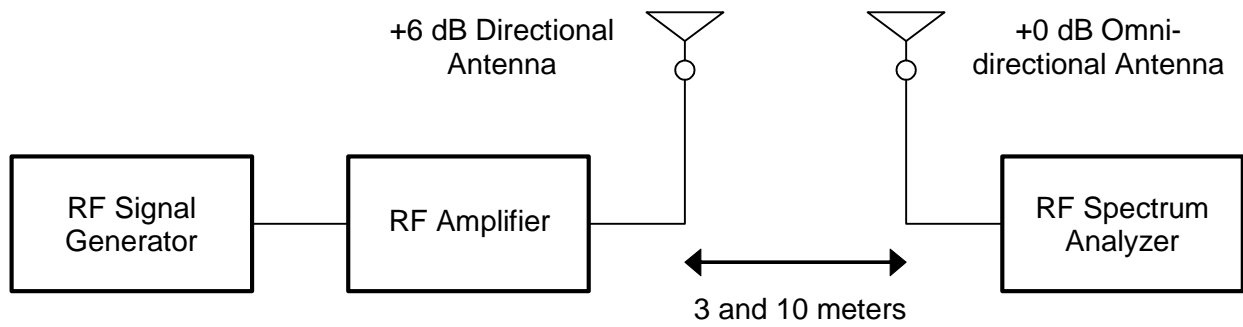 +6 dB Directional
Antenna
+0 dB Omni-
directional Antenna
RF Signal
Generator
RF Amplifier
RF Spectrum
Analyzer
3 and 10 meters